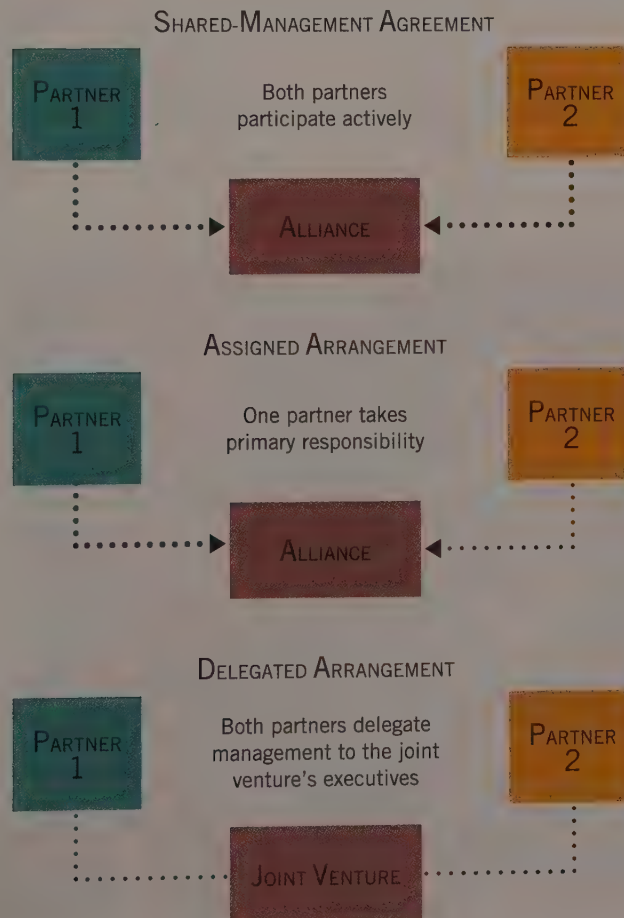 SHARED-MANAGEMENT AGREEMENT
PARTNER
1
Both partners
participate actively
PARTNER
2
ALLIANCE
ASSIGNED ARRANGEMENT
PARTNER
1
One partner takes
primary responsibility
PARTNER
2
ALLIANCE
DELEGATED ARRANGEMENT
PARTNER
1
Both partners delegate
management to the joint
venture's executives
PARTNER
2
JOINT VENTURE